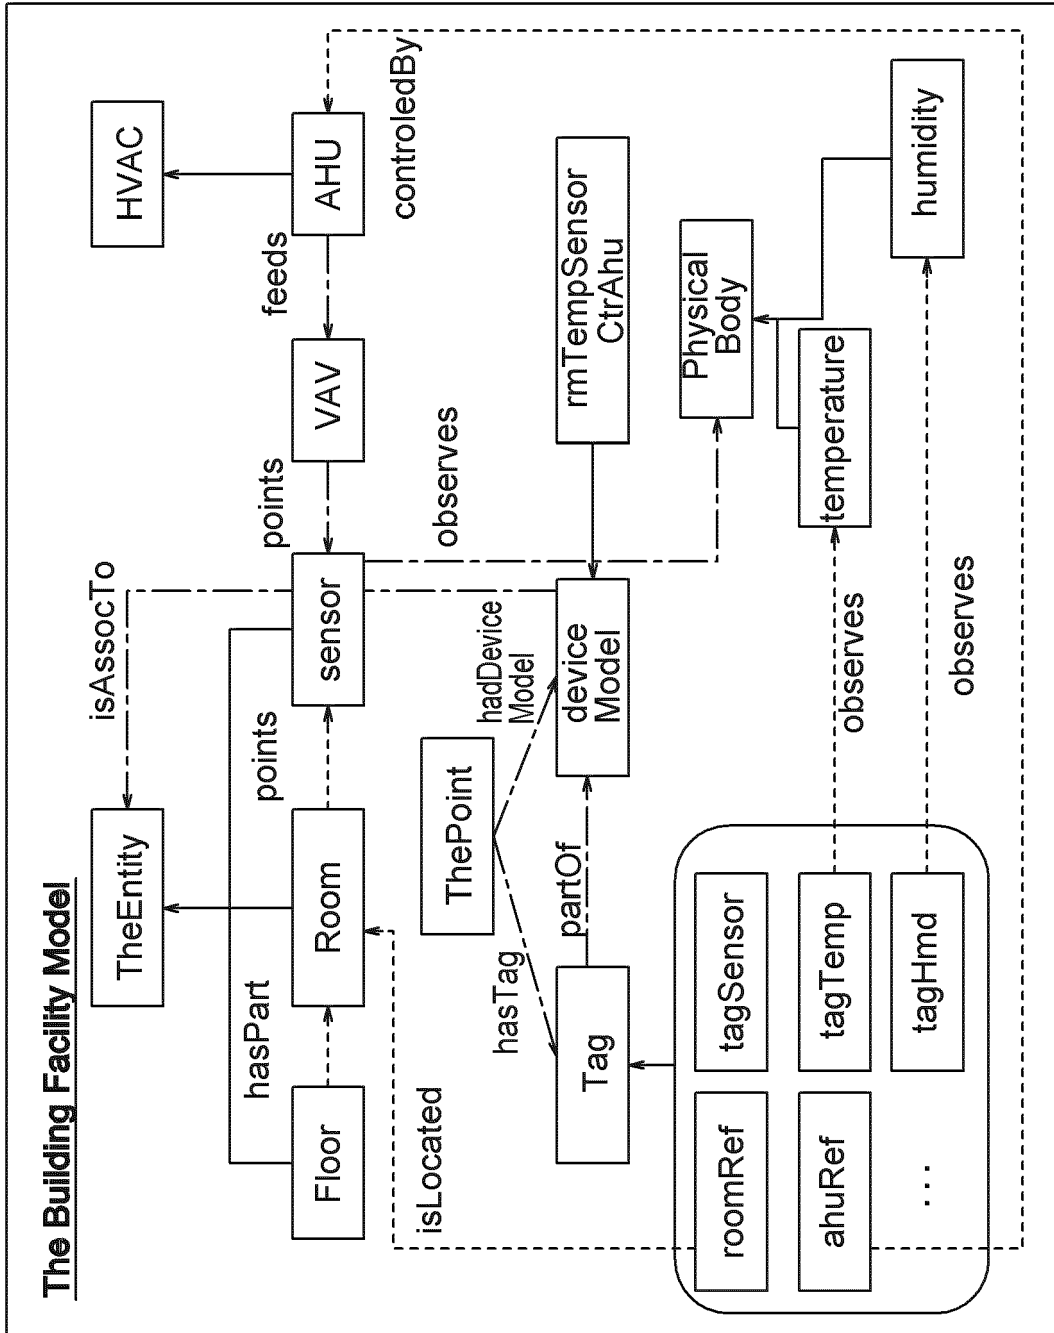 The Building Facility Model
TheEntity
isAssocTo
HVAC
hasPart
points
points
feeds
Floor
Room
sensor
VAV
AHU
isLocated
observes
controledBy
ThePoint
hasTag
hadDevice
Model
partOf
Tag
device
Model
rmTempSensor
CtrAhu
roomRef
tagSensor
Physical
Body
ahuRef
tagTemp
observes
temperature
...
tagHmd
observes
humidity